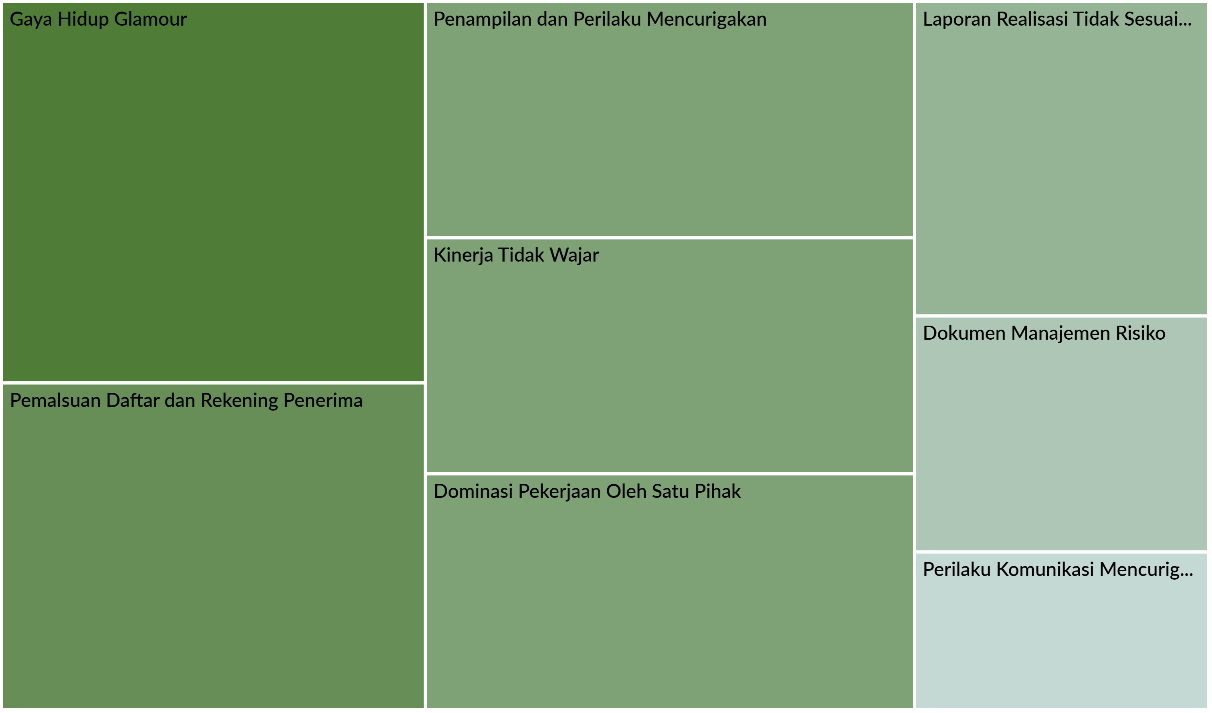 Gaya Hidup Glamour
Pemalsuan Daftar dan Rekening Penerima
Penampilan dan Perilaku Mencurigakan
Kinerja Tidak Wajar
Dominasi Pekerjaan Oleh Satu Pihak
Laporan Realisasi Tidak Sesuai...
Dokumen Manajemen Risiko
Perilaku Komunikasi Mencurig...